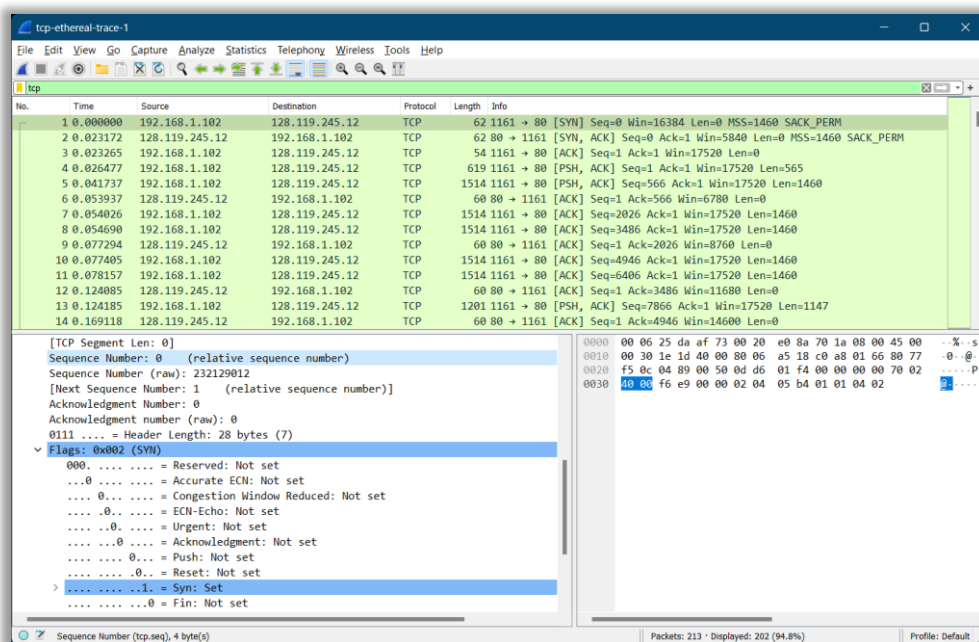 tcp-ethereal-trace-1
File Edit View Go Capture Analyze Statistics Telephony Wireless Tools Help
tcp
No. Time Source Destination Protocol Length Info
1 0.000000 192.168.1.102 128.119.245.12 TCP 62 1161 → 80 [SYN] Seq=0 Win=16384 Len=0 MSS=1460 SACK_PERM
2 0.023172 128.119.245.12 192.168.1.102 TCP 62 80 → 1161 [SYN, ACK] Seq=0 Ack=1 Win=5840 Len=0 MSS=1460 SACK_PERM
3 0.023265 192.168.1.102 128.119.245.12 TCP 54 1161 → 80 [ACK] Seq=1 Ack=1 Win=17520 Len=0
4 0.026477 192.168.1.102 128.119.245.12 TCP 619 1161 → 80 [PSH, ACK] Seq=1 Ack=1 Win=17520 Len=565
5 0.041737 192.168.1.102 128.119.245.12 TCP 1514 1161 → 80 [PSH, ACK] Seq=566 Ack=1 Win=17520 Len=1460
6 0.053937 128.119.245.12 192.168.1.102 TCP 60 80 → 1161 [ACK] Seq=1 Ack=566 Win=6780 Len=0
7 0.054026 192.168.1.102 128.119.245.12 TCP 1514 1161 → 80 [ACK] Seq=2026 Ack=1 Win=17520 Len=1460
8 0.054690 192.168.1.102 128.119.245.12 TCP 1514 1161 → 80 [ACK] Seq=3486 Ack=1 Win=17520 Len=1460
9 0.077294 128.119.245.12 192.168.1.102 TCP 60 80 → 1161 [ACK] Seq=1 Ack=2026 Win=8760 Len=0
10 0.077405 192.168.1.102 128.119.245.12 TCP 1514 1161 → 80 [ACK] Seq=4946 Ack=1 Win=17520 Len=1460
11 0.078157 192.168.1.102 128.119.245.12 TCP 1514 1161 → 80 [ACK] Seq=6406 Ack=1 Win=17520 Len=1460
12 0.124085 128.119.245.12 192.168.1.102 TCP 60 80 → 1161 [ACK] Seq=1 Ack=3486 Win=11680 Len=0
13 0.124185 192.168.1.102 128.119.245.12 TCP 1201 1161 → 80 [PSH, ACK] Seq=7866 Ack=1 Win=17520 Len=1147
14 0.169118 128.119.245.12 192.168.1.102 TCP 60 80 → 1161 [ACK] Seq=1 Ack=4946 Win=14600 Len=0
[TCP Segment Len: 0]
Sequence Number: 0 (relative sequence number)
Sequence Number (raw): 232129012
[Next Sequence Number: 1 (relative sequence number)]
Acknowledgment Number: 0
Acknowledgment number (raw): 0
0111 .... = Header Length: 28 bytes (7)
Flags: 0x002 (SYN)
000. .... .... = Reserved: Not set
...0 .... .... = Accurate ECN: Not set
.... 0... .... = Congestion Window Reduced: Not set
.... .0.. .... = ECN-Echo: Not set
.... ..0. .... = Urgent: Not set
.... ...0 .... = Acknowledgment: Not set
.... .... 0... = Push: Not set
.... .... .0.. = Reset: Not set
.... .... ..1. = Syn: Set
.... .... ...0 = Fin: Not set
0000 00 06 25 da af 73 00 20 e0 8a 70 1a 08 00 45 00 ··%··s
0010 00 30 1e 1d 40 00 80 06 a5 18 c0 a8 01 66 80 77 ·0··@·
0020 f5 0c 04 89 00 50 0d d6 01 f4 00 00 00 00 70 02 ·····P
0030 40 00 f6 e9 00 00 02 04 05 b4 01 01 04 02 @·····
Sequence Number (tcp.seq), 4 byte(s) Packets: 213 · Displayed: 202 (94.8%) Profile: Default